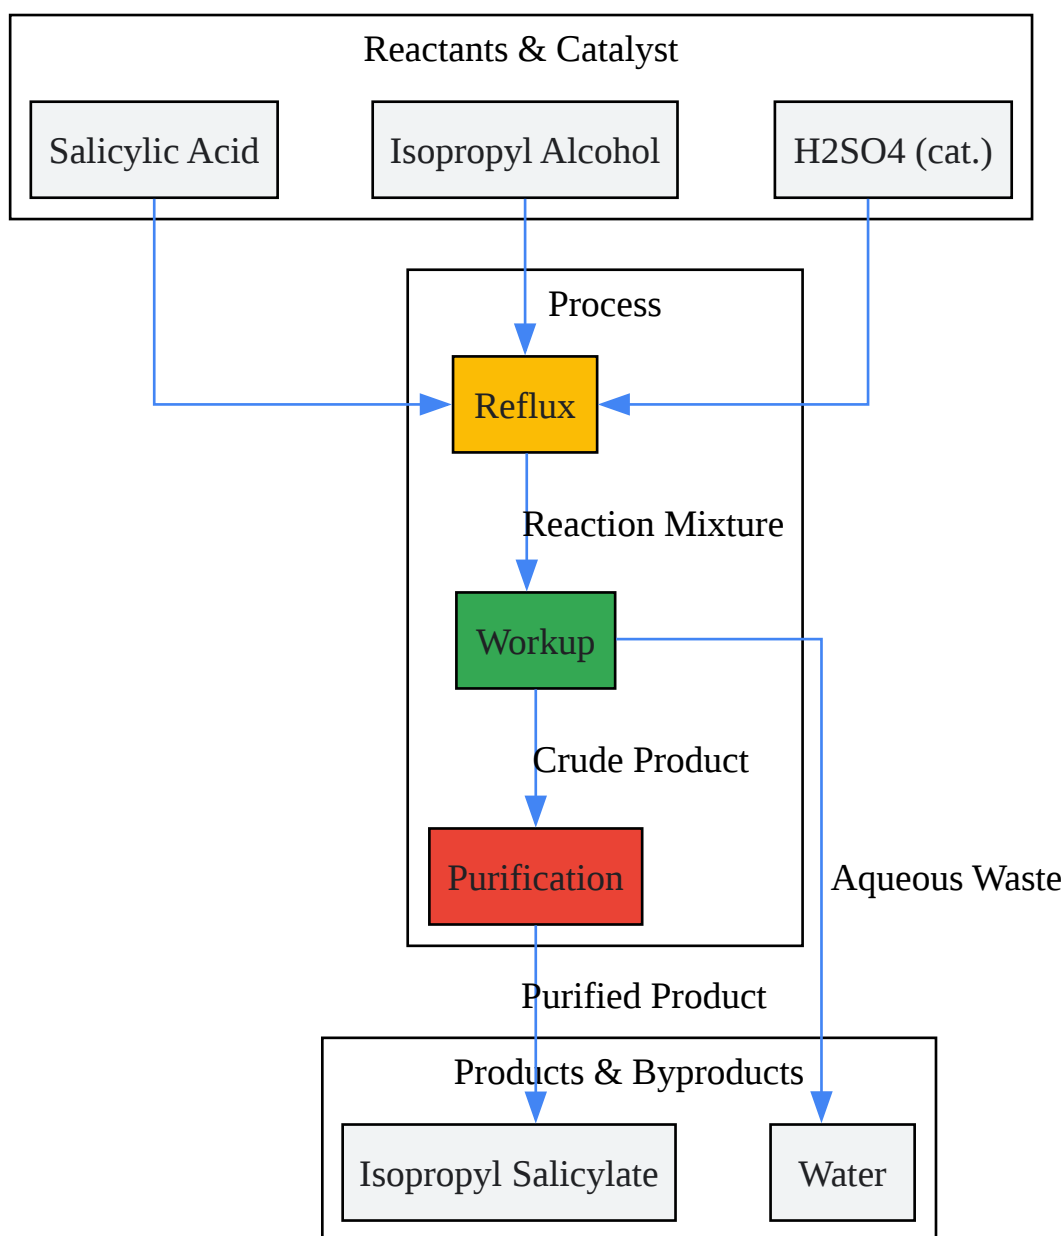 Reactants & Catalyst
Salicylic Acid
Isopropyl Alcohol
H2SO4 (cat.)
Process
Reflux
Reaction Mixture
Workup
Crude Product
Purification
Aqueous Waste
Purified Product
Products & Byproducts
Isopropyl Salicylate
Water